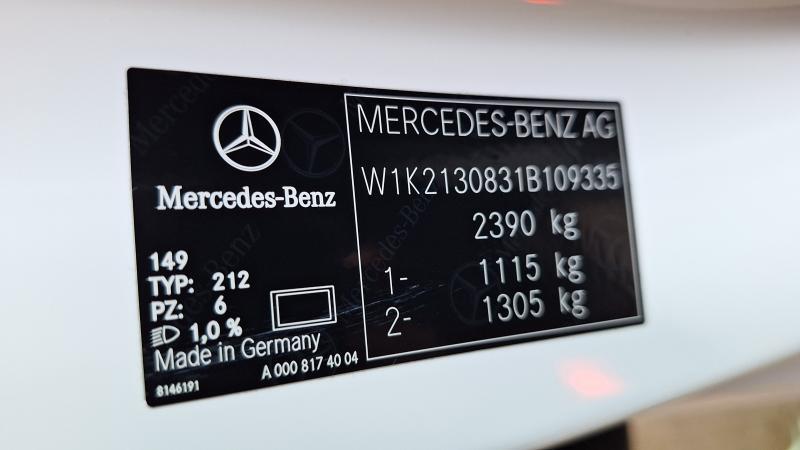 Mercedes-Benz
149
TYP: 212
PZ: 6
1,0 %
Made in Germany
8146191
A 000 817 40 04
MERCEDES-BENZ AG
W1K2130831B109335
2390 kg
1- 1115 kg
2- 1305 kg